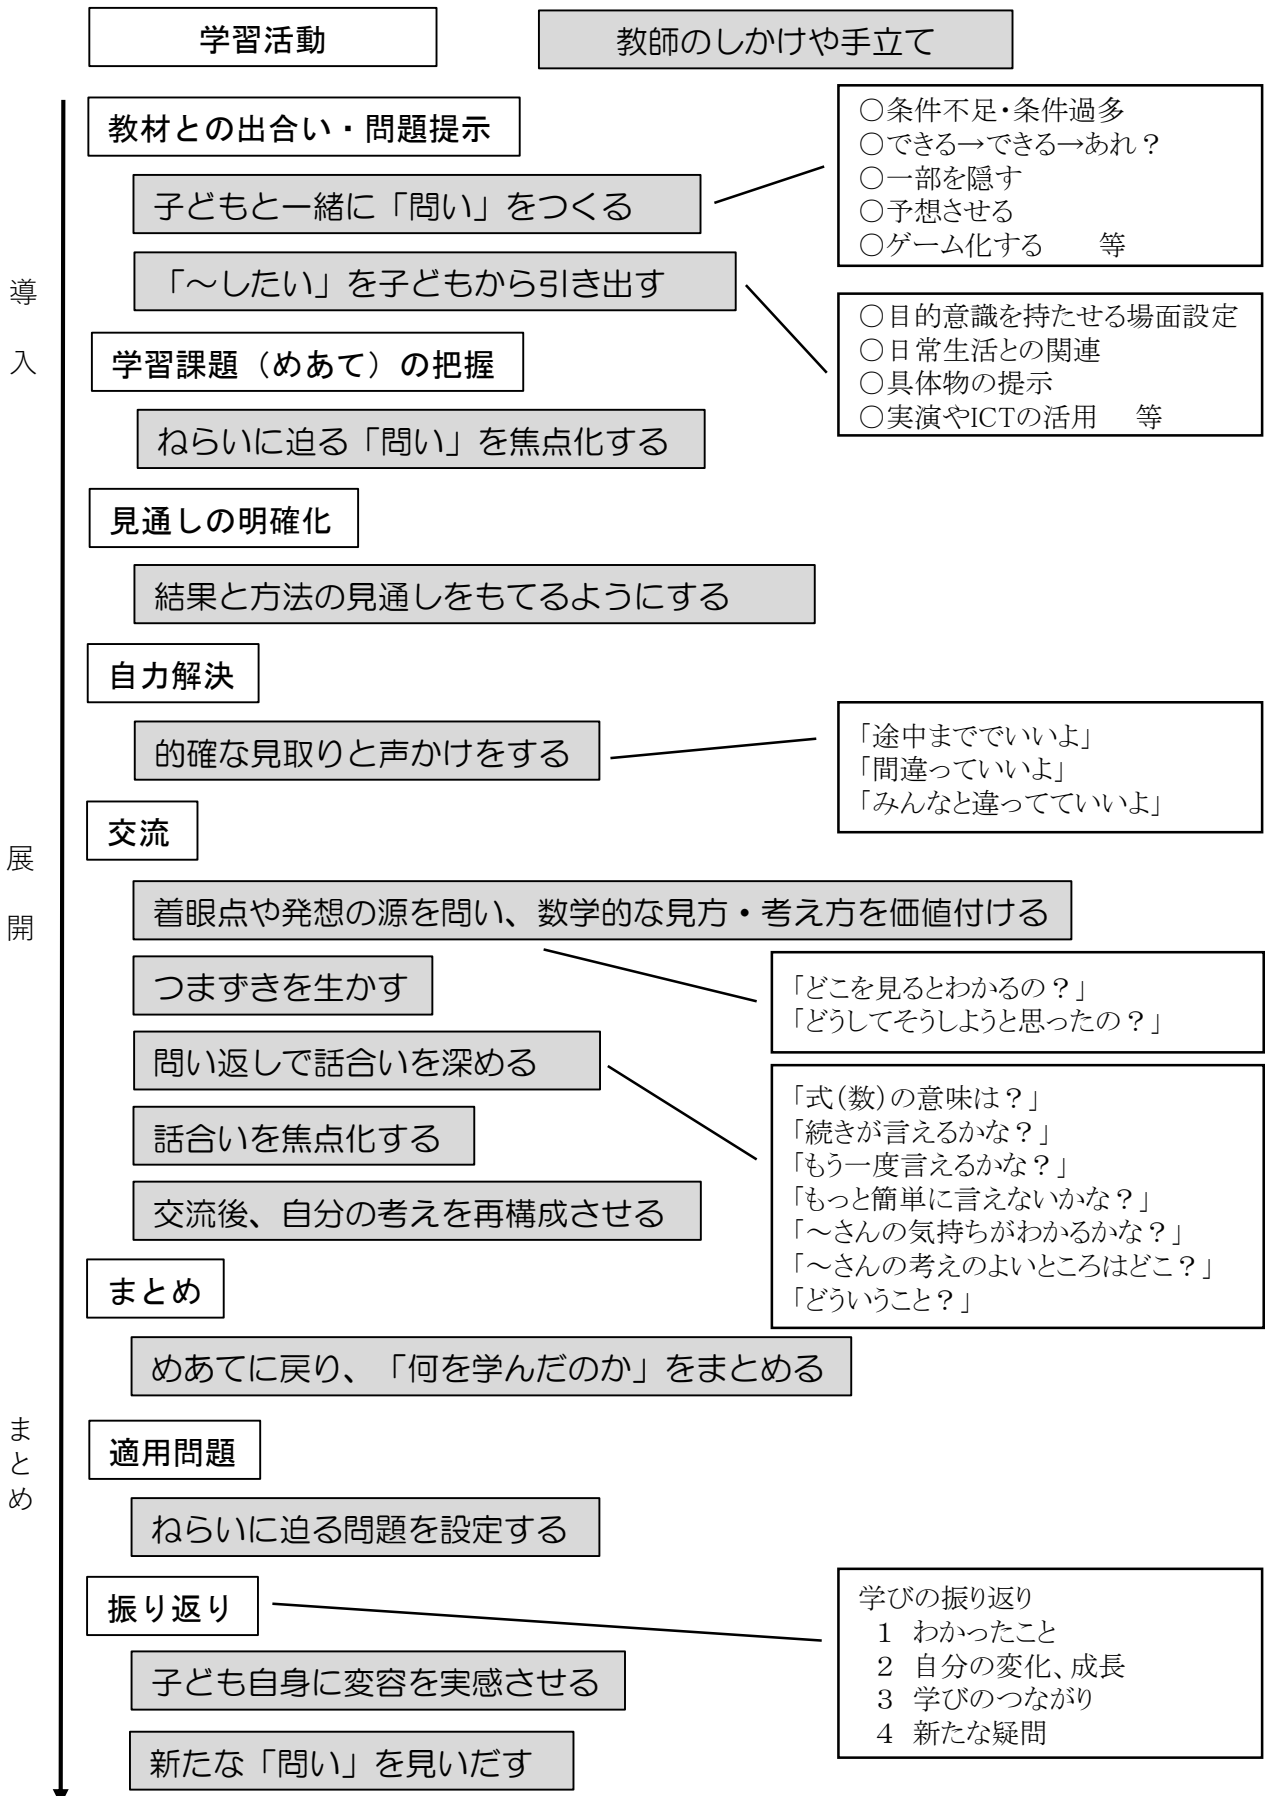 学習活動
教師のしかけや手立て
導入
教材との出合い・問題提示
子どもと一緒に「問い」をつくる
○条件不足・条件過多
○できる→できる→あれ？
○一部を隠す
○予想させる
○ゲーム化する　　等
「～したい」を子どもから引き出す
○目的意識を持たせる場面設定
○日常生活との関連
○具体物の提示
○実演やICTの活用　 等
学習課題（めあて）の把握
ねらいに迫る「問い」を焦点化する
見通しの明確化
結果と方法の見通しをもてるようにする
展開
自力解決
的確な見取りと声かけをする
「途中まででいいよ」
「間違っていいよ」
「みんなと違ってていいよ」
交流
着眼点や発想の源を問い、数学的な見方・考え方を価値付ける
「どこを見るとわかるの？」
「どうしてそうしようと思ったの？」
つまずきを生かす
問い返しで話合いを深める
「式（数）の意味は？」
「続きが言えるかな？」
「もう一度言えるかな？」
「もっと簡単に言えないかな？」
「～さんの気持ちがわかるかな？」
「～さんの考えのよいところはどこ？」
「どういうこと？」
話合いを焦点化する
交流後、自分の考えを再構成させる
まとめ
まとめ
めあてに戻り、「何を学んだのか」をまとめる
適用問題
ねらいに迫る問題を設定する
振り返り
学びの振り返り
１　わかったこと
２　自分の変化、成長
３　学びのつながり
４　新たな疑問
子ども自身に変容を実感させる
新たな「問い」を見いだす